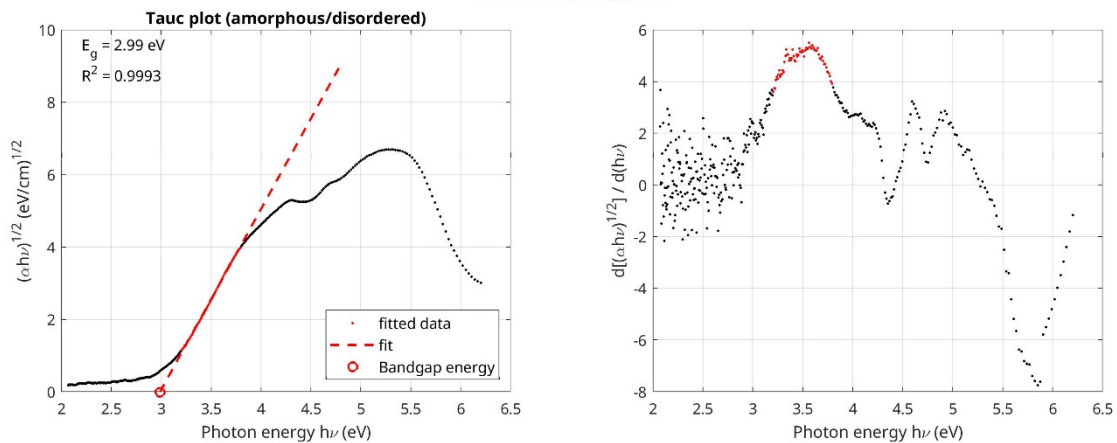 Tauc plot (amorphous/disordered)
E_g = 2.99 eV
R² = 0.9993
10
8
6
4
2
0
(αhν)^1/2 (eV/cm)^1/2
2 2.5 3 3.5 4 4.5 5 5.5 6 6.5
Photon energy hν (eV)
fitted data
fit
Bandgap energy
6
4
2
0
-2
-4
-6
-8
d[(αhν)^1/2] / d(hν)
2 2.5 3 3.5 4 4.5 5 5.5 6 6.5
Photon energy hν (eV)